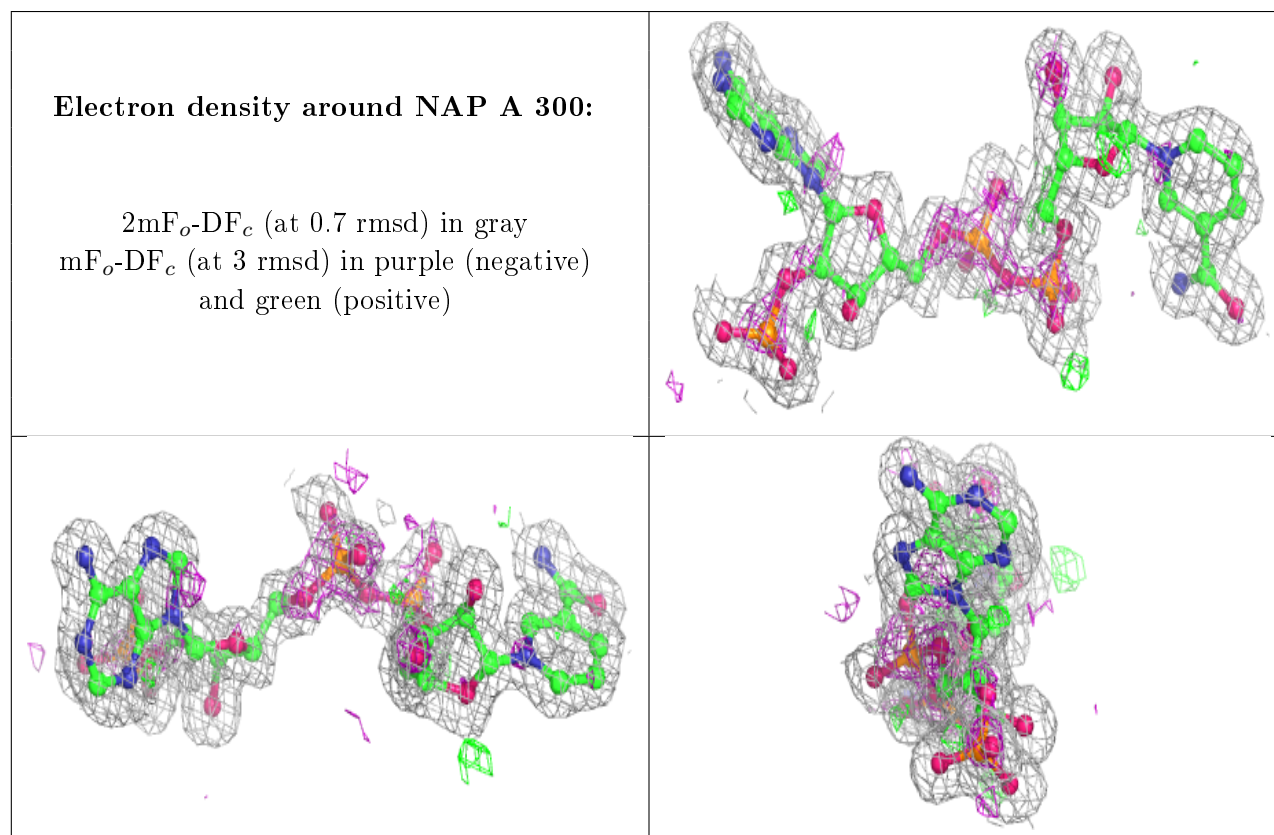 Electron density around NAP A 300:
2mFₒ-DF𝒸 (at 0.7 rmsd) in gray
mFₒ-DF𝒸 (at 3 rmsd) in purple (negative)
and green (positive)